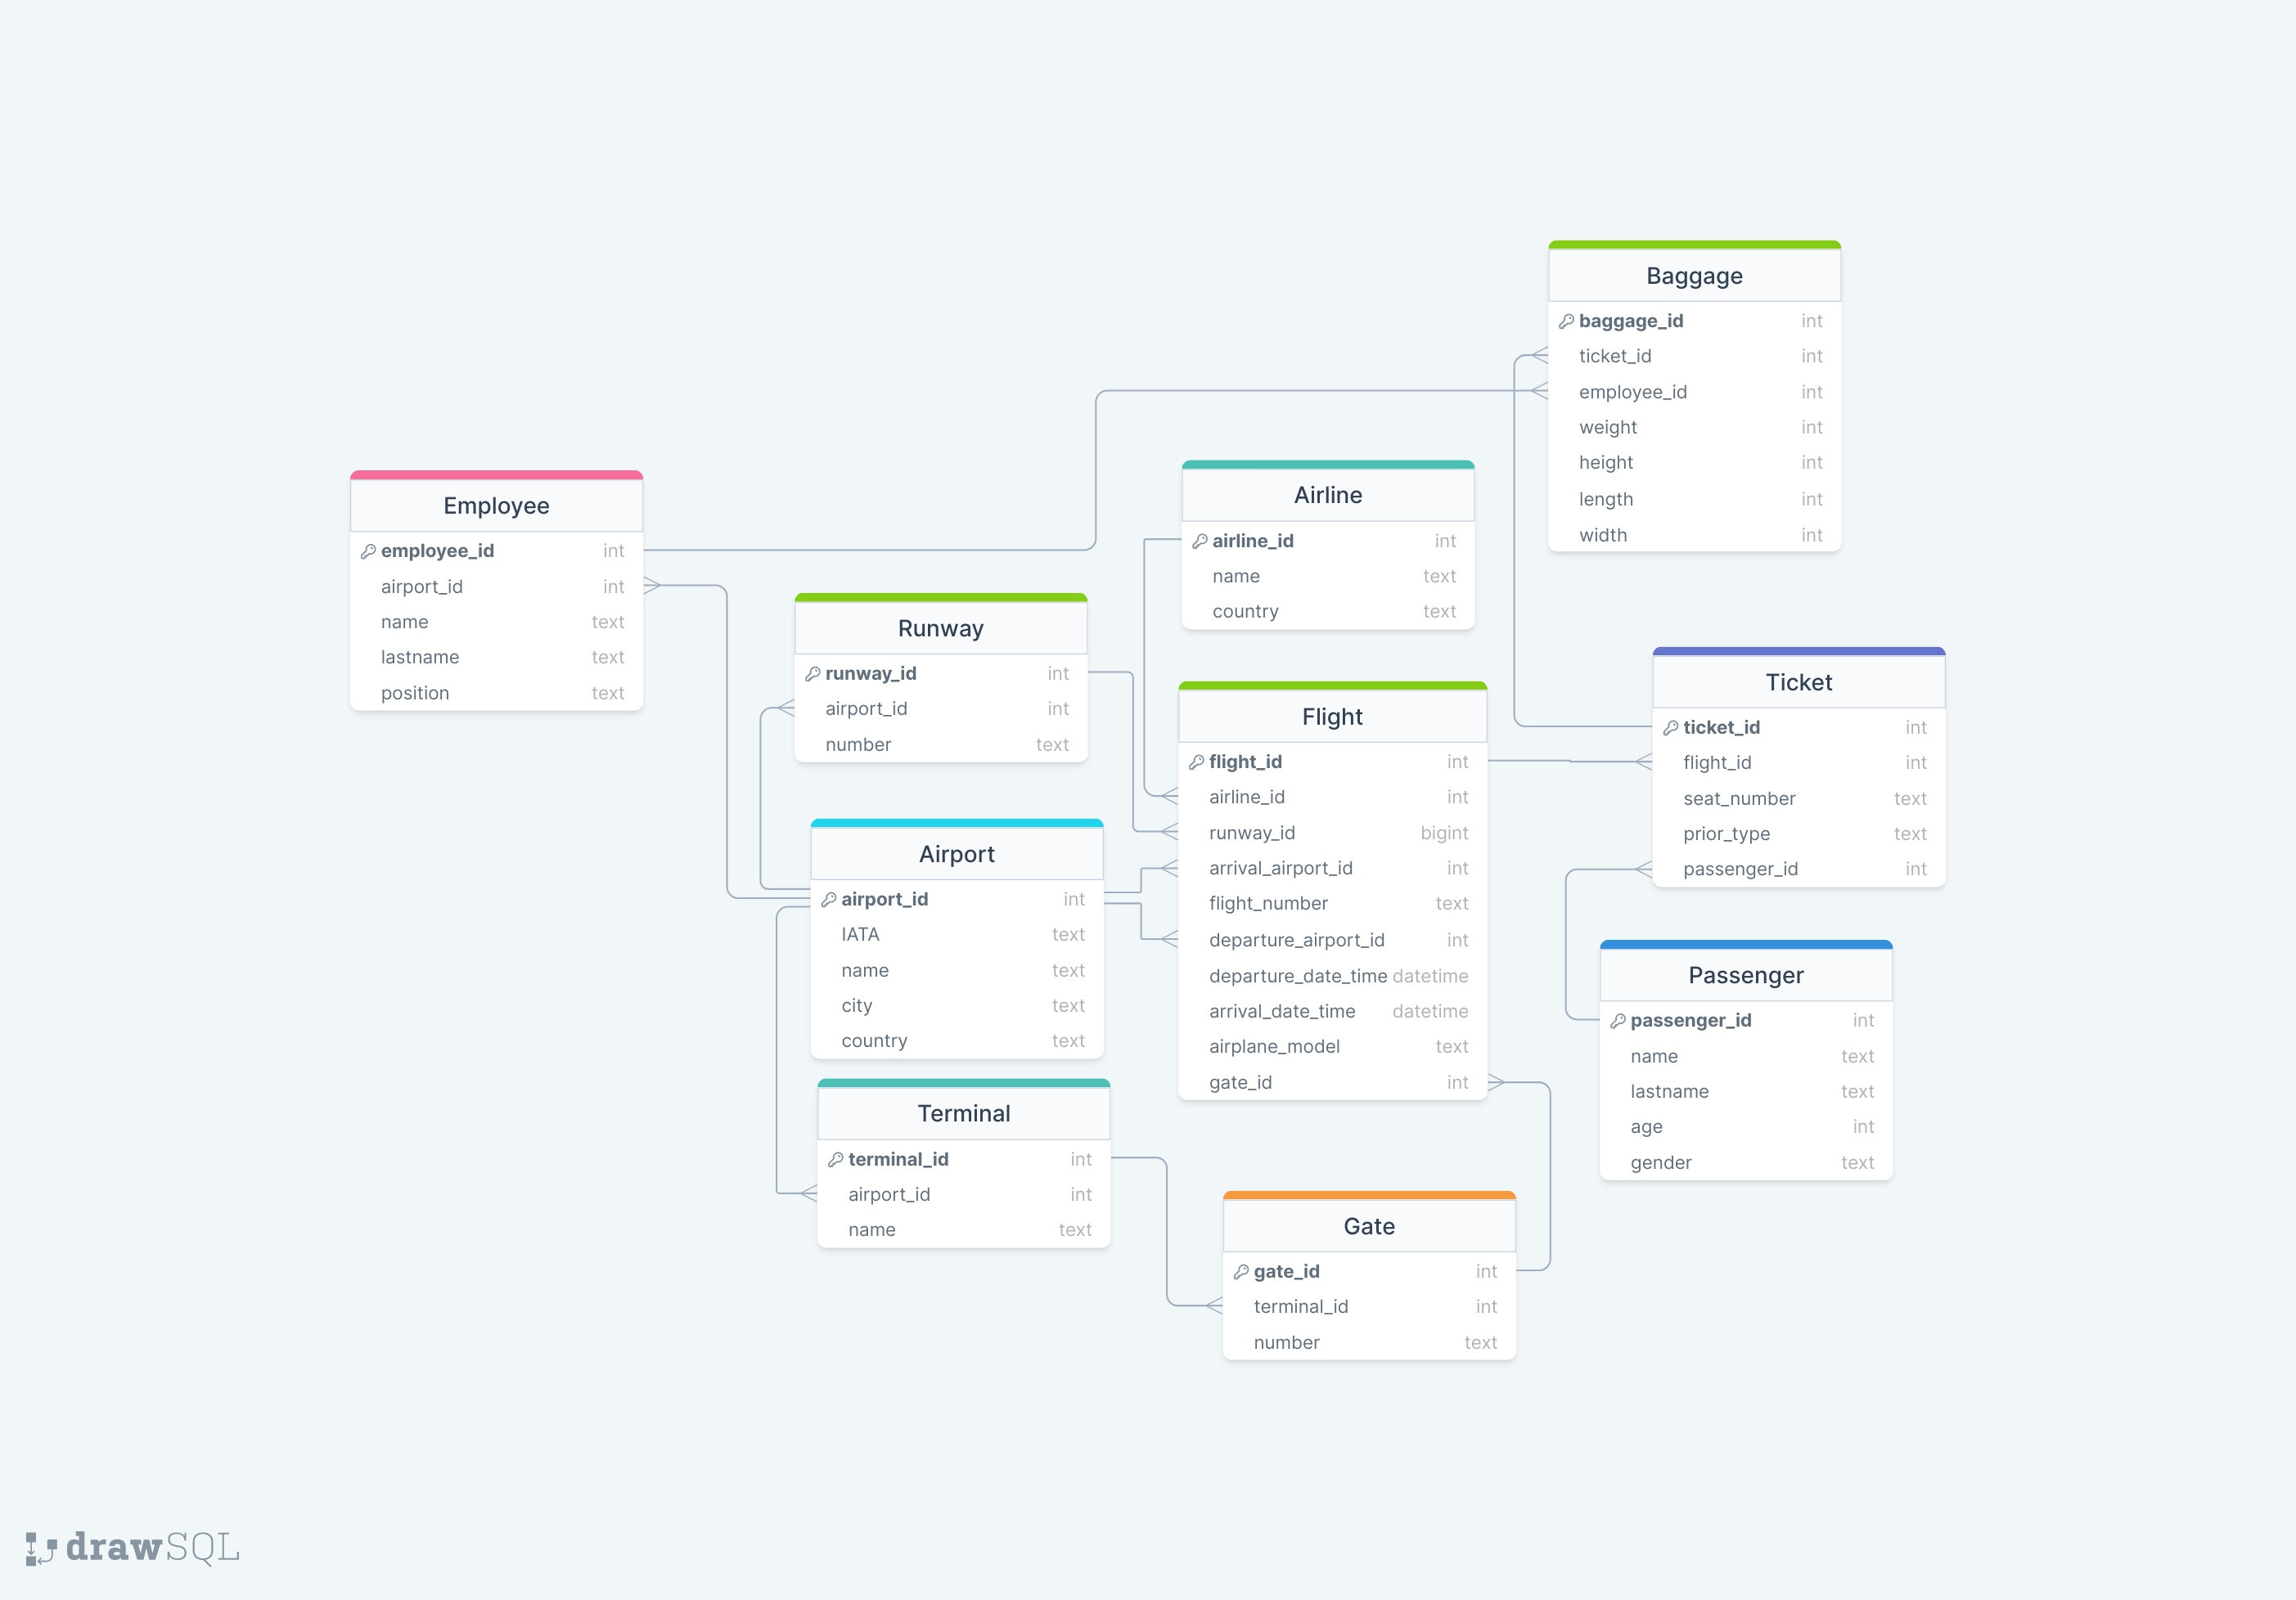 Baggage
baggage_id int
ticket_id int
employee_id int
weight int
height int
length int
width int
Employee
employee_id int
airport_id int
name text
lastname text
position text
Airline
airline_id int
name text
country text
Runway
runway_id int
airport_id int
number text
Flight
flight_id int
airline_id int
runway_id bigint
arrival_airport_id int
flight_number text
departure_airport_id int
departure_date_time datetime
arrival_date_time datetime
airplane_model text
gate_id int
Ticket
ticket_id int
flight_id int
seat_number text
prior_type text
passenger_id int
Airport
airport_id int
IATA text
name text
city text
country text
Passenger
passenger_id int
name text
lastname text
age int
gender text
Terminal
terminal_id int
airport_id int
name text
Gate
gate_id int
terminal_id int
number text
drawSQL